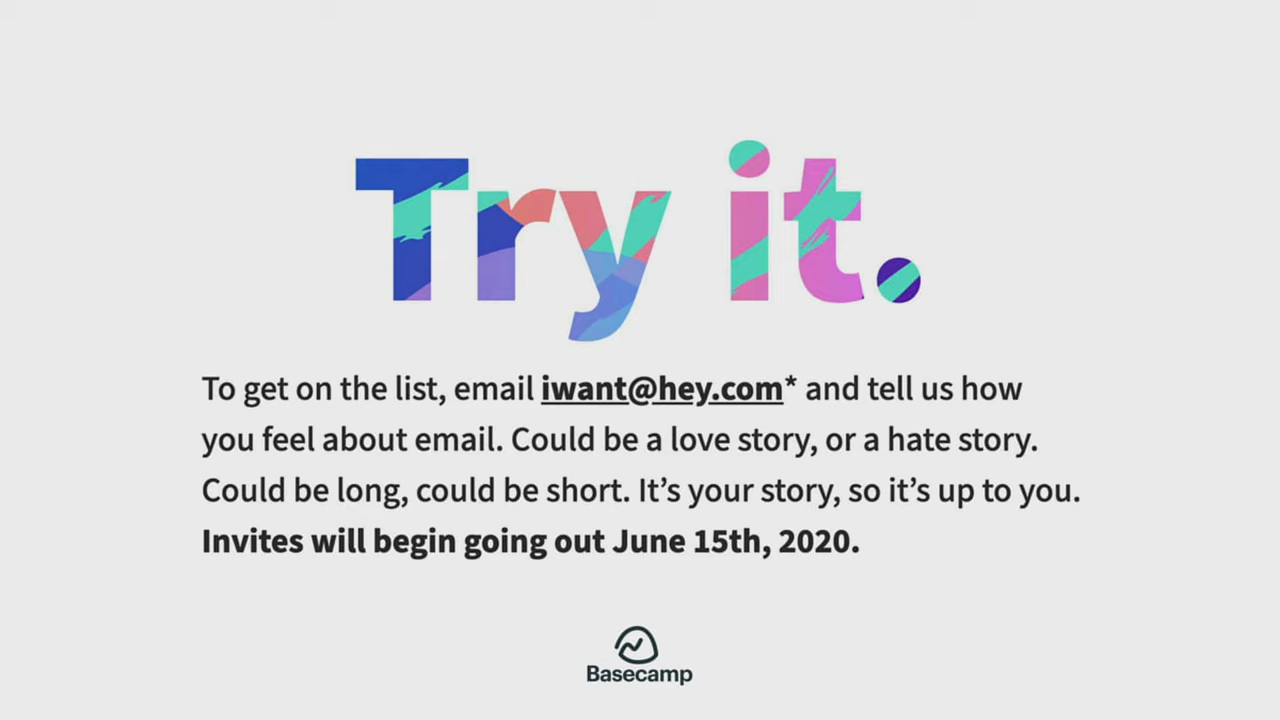 Try it.
To get on the list, email iwant@hey.com* and tell us how
you feel about email. Could be a love story, or a hate story.
Could be long, could be short. It’s your story, so it’s up to you.
Invites will begin going out June 15th, 2020.
Basecamp